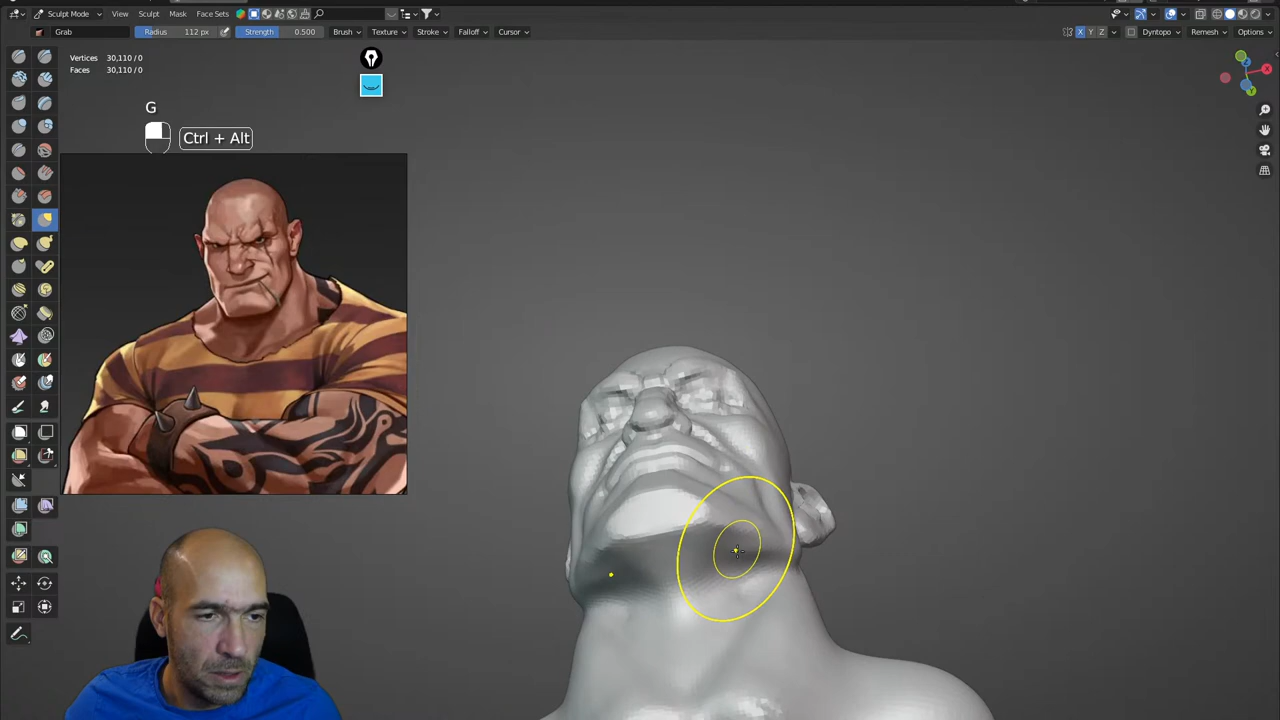 Sculpt Mode View Sculpt Mask Face Sets
Grab Radius 112 px Strength 0.500 Brush Texture Stroke Falloff Cursor X Y Z Dyntopo Remesh Options
Vertices 30,110 / 0
Faces 30,110 / 0
G
Ctrl + Alt